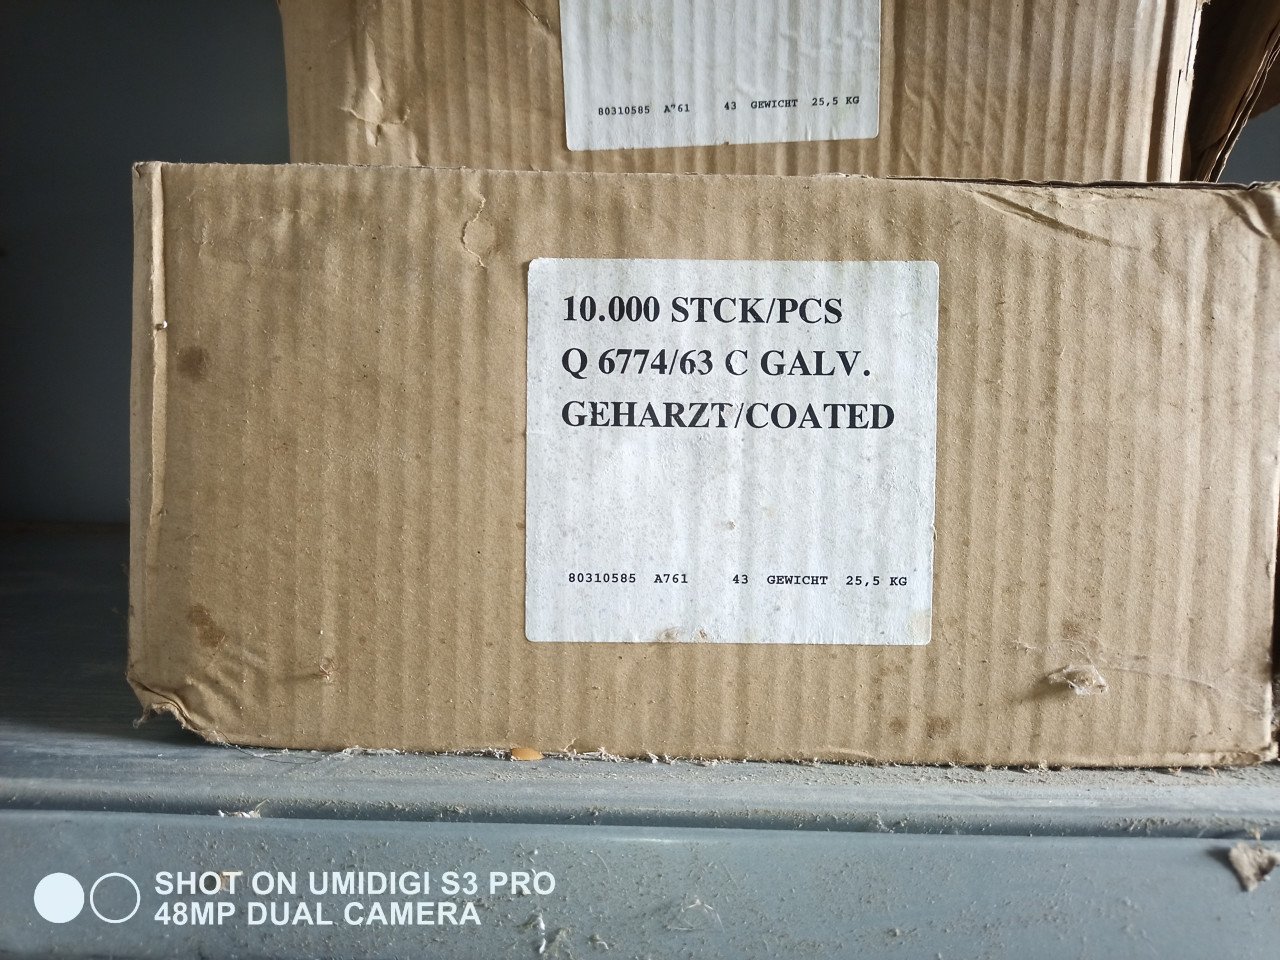 80310585 A761 43 GEWICHT 25,5 KG
10.000 STCK/PCS
Q 6774/63 C GALV.
GEHARZT/COATED
80310585 A761 43 GEWICHT 25,5 KG
SHOT ON UMIDIGI S3 PRO
48MP DUAL CAMERA